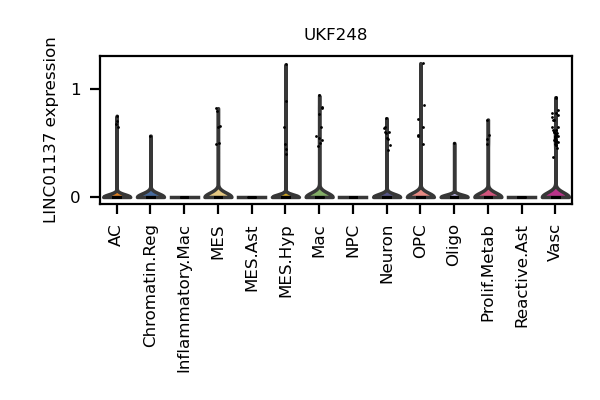 UKF248
LINC01137 expression
1
0
AC
Chromatin.Reg
Inflammatory.Mac
MES
MES.Ast
MES.Hyp
Mac
NPC
Neuron
OPC
Oligo
Prolif.Metab
Reactive.Ast
Vasc